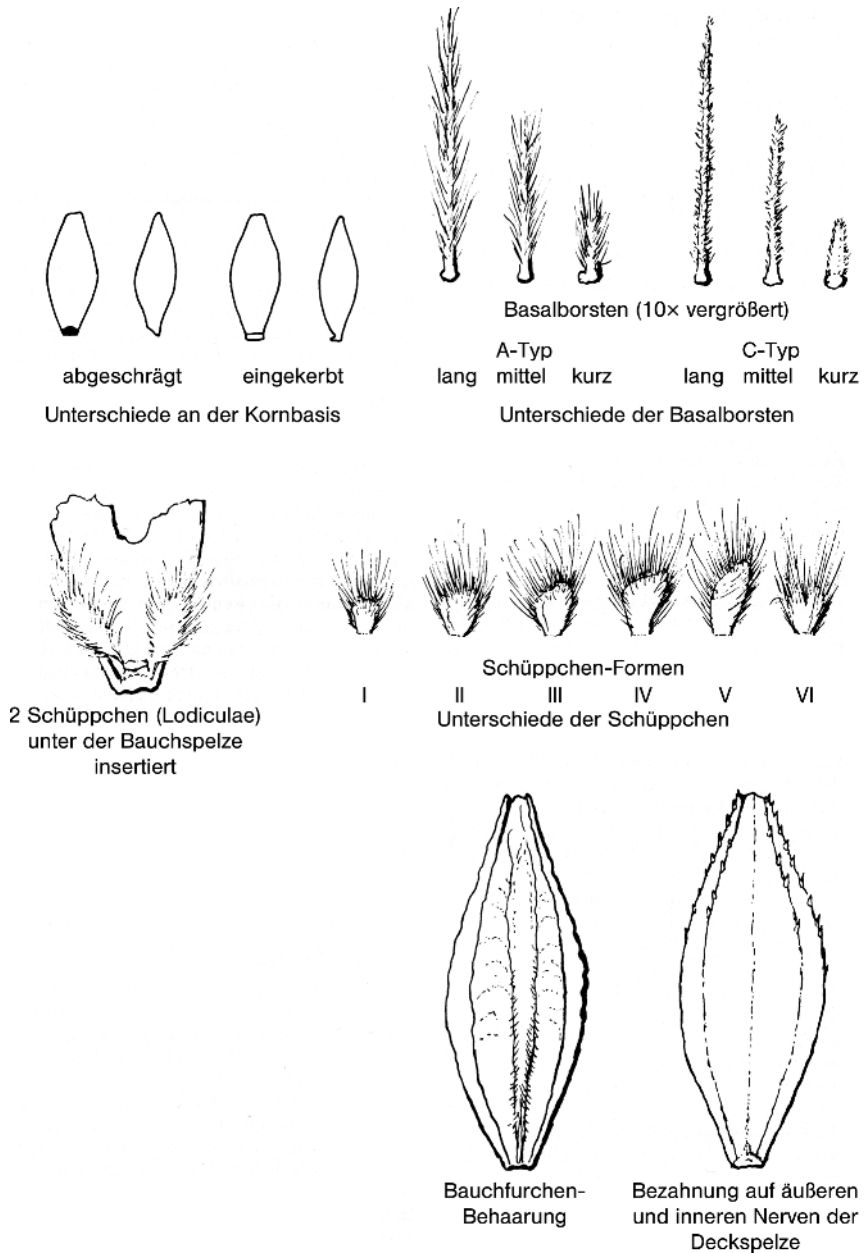 abgeschrägt eingekerbt
Unterschiede an der Kornbasis
Basalborsten (10× vergrößert)
A-Typ C-Typ
lang mittel kurz lang mittel kurz
Unterschiede der Basalborsten
2 Schüppchen (Lodiculae)
unter der Bauchspelze
insertiert
Schüppchen-Formen
I II III IV V VI
Unterschiede der Schüppchen
Bauchfurchen-
Behaarung
Bezahnung auf äußeren
und inneren Nerven der
Deckspelze